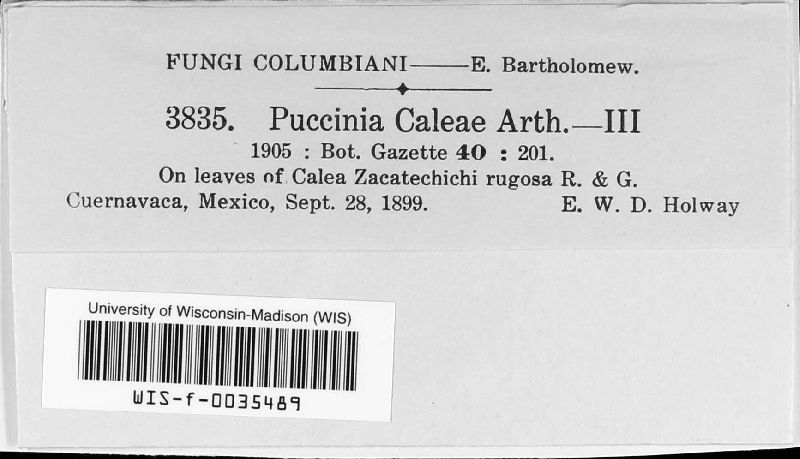 FUNGI COLUMBIANI——E. Bartholomew.
3835. Puccinia Caleae Arth.—III
1905 : Bot. Gazette 40 : 201.
On leaves of Calea Zacatechichi rugosa R. & G.
Cuernavaca, Mexico, Sept. 28, 1899. E. W. D. Holway
University of Wisconsin-Madison (WIS)
WIS-f-0035489